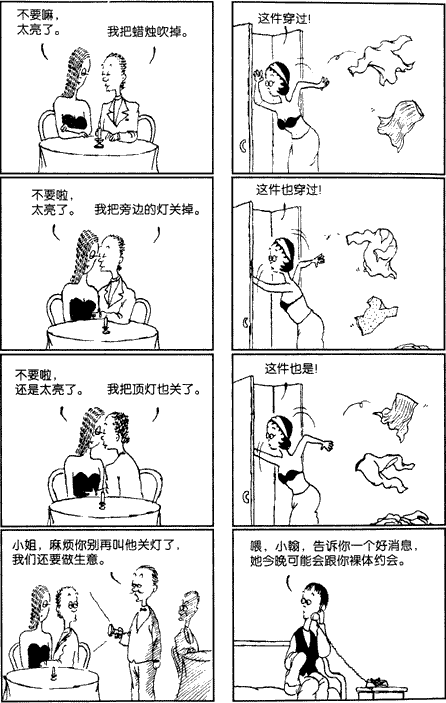 不要嘛，
太亮了。
我把蜡烛吹掉。
不要啦，
太亮了。
我把旁边的灯关掉。
不要啦，
还是太亮了。
我把顶灯也关了。
小姐，麻烦你别再叫他关灯了，
我们还要做生意。
这件穿过!
这件也穿过!
这件也是!
喂，小翰，告诉你一个好消息，
她今晚可能会跟你裸体约会。